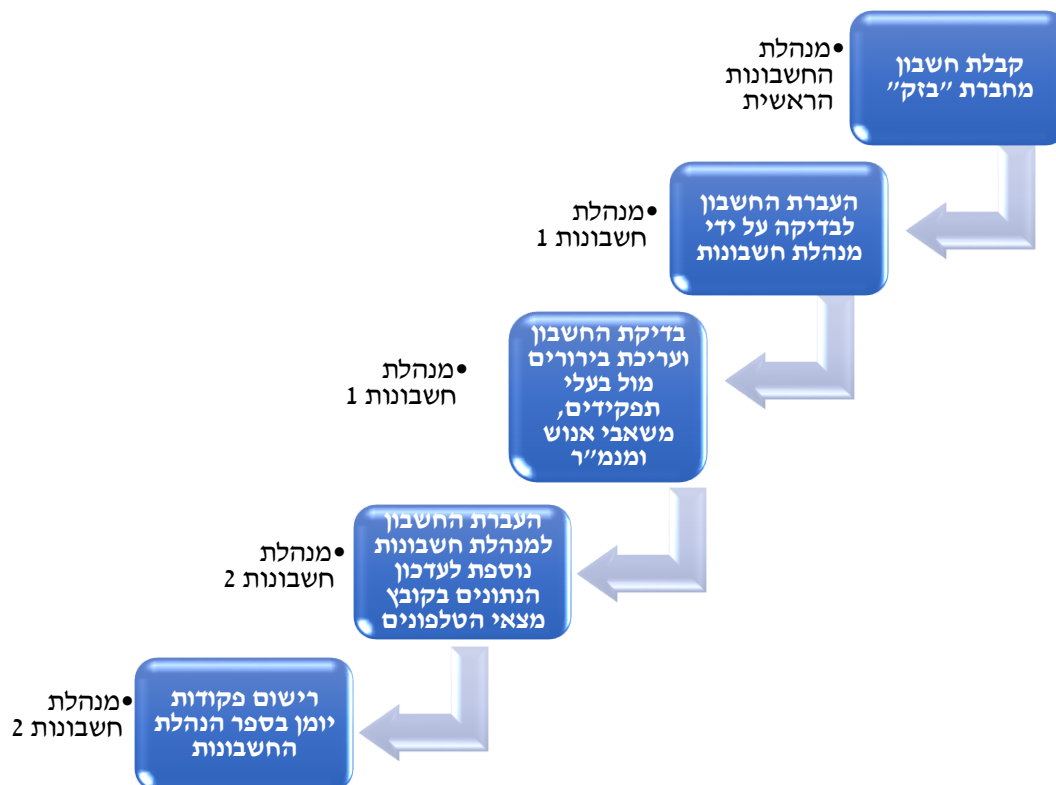 קבלת חשבון
מחברת "בזק"
•מנהלת
החשבונות
הראשית
העברת החשבון
לבדיקה על ידי
מנהלת חשבונות
•מנהלת
חשבונות 1
בדיקת החשבון
ועריכת בירורים
מול בעלי
תפקידים,
משאבי אנוש
ומנמ"ר
•מנהלת
חשבונות 1
העברת החשבון
למנהלת חשבונות
נוספת לעדכון
הנתונים בקובץ
מצאי הטלפונים
•מנהלת
חשבונות 2
רישום פקודות
יומן בספר הנהלת
החשבונות
•מנהלת
חשבונות 2